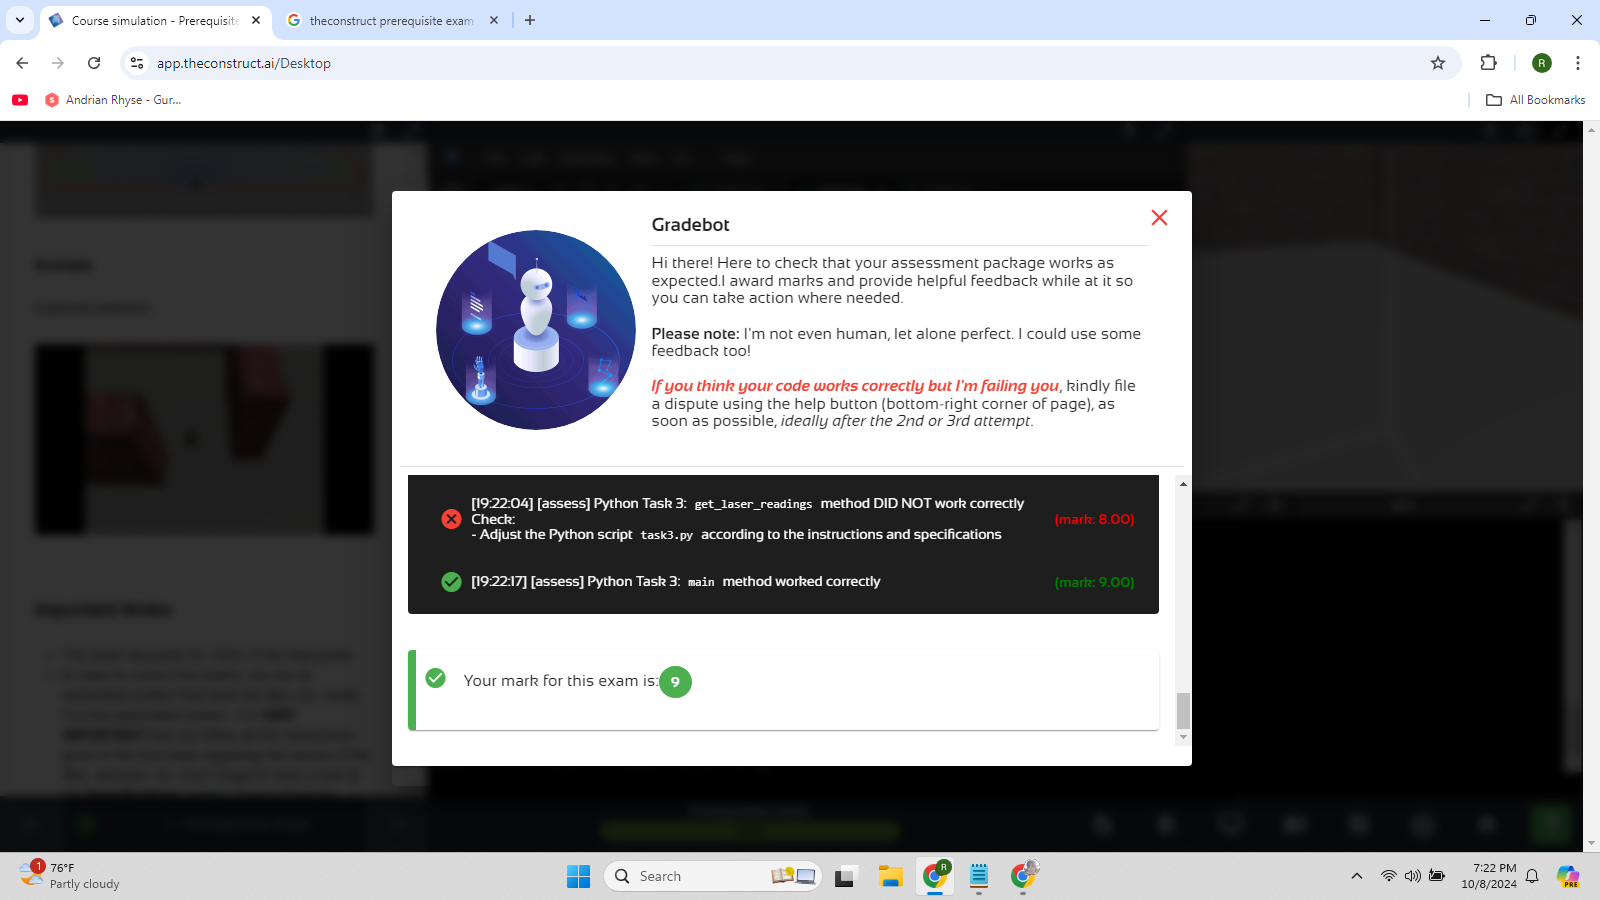 Course simulation - Prerequisite
theconstruct prerequisite exam
app.theconstruct.ai/Desktop
R
Andrian Rhyse - Gur...
All Bookmarks
Gradebot
Hi there! Here to check that your assessment package works as
expected.I award marks and provide helpful feedback while at it so
you can take action where needed.
Please note: I'm not even human, let alone perfect. I could use some
feedback too!
If you think your code works correctly but I'm failing you, kindly file
a dispute using the help button (bottom-right corner of page), as
soon as possible, ideally after the 2nd or 3rd attempt.
[19:22:04] [assess] Python Task 3: get_laser_readings method DID NOT work correctly
Check:
- Adjust the Python script task3.py according to the instructions and specifications
(mark: 8.00)
[19:22:17] [assess] Python Task 3: main method worked correctly
(mark: 9.00)
Your mark for this exam is: 9
Important Notes
1
76°F
Partly cloudy
Search
R
7:22 PM
10/8/2024
PRE